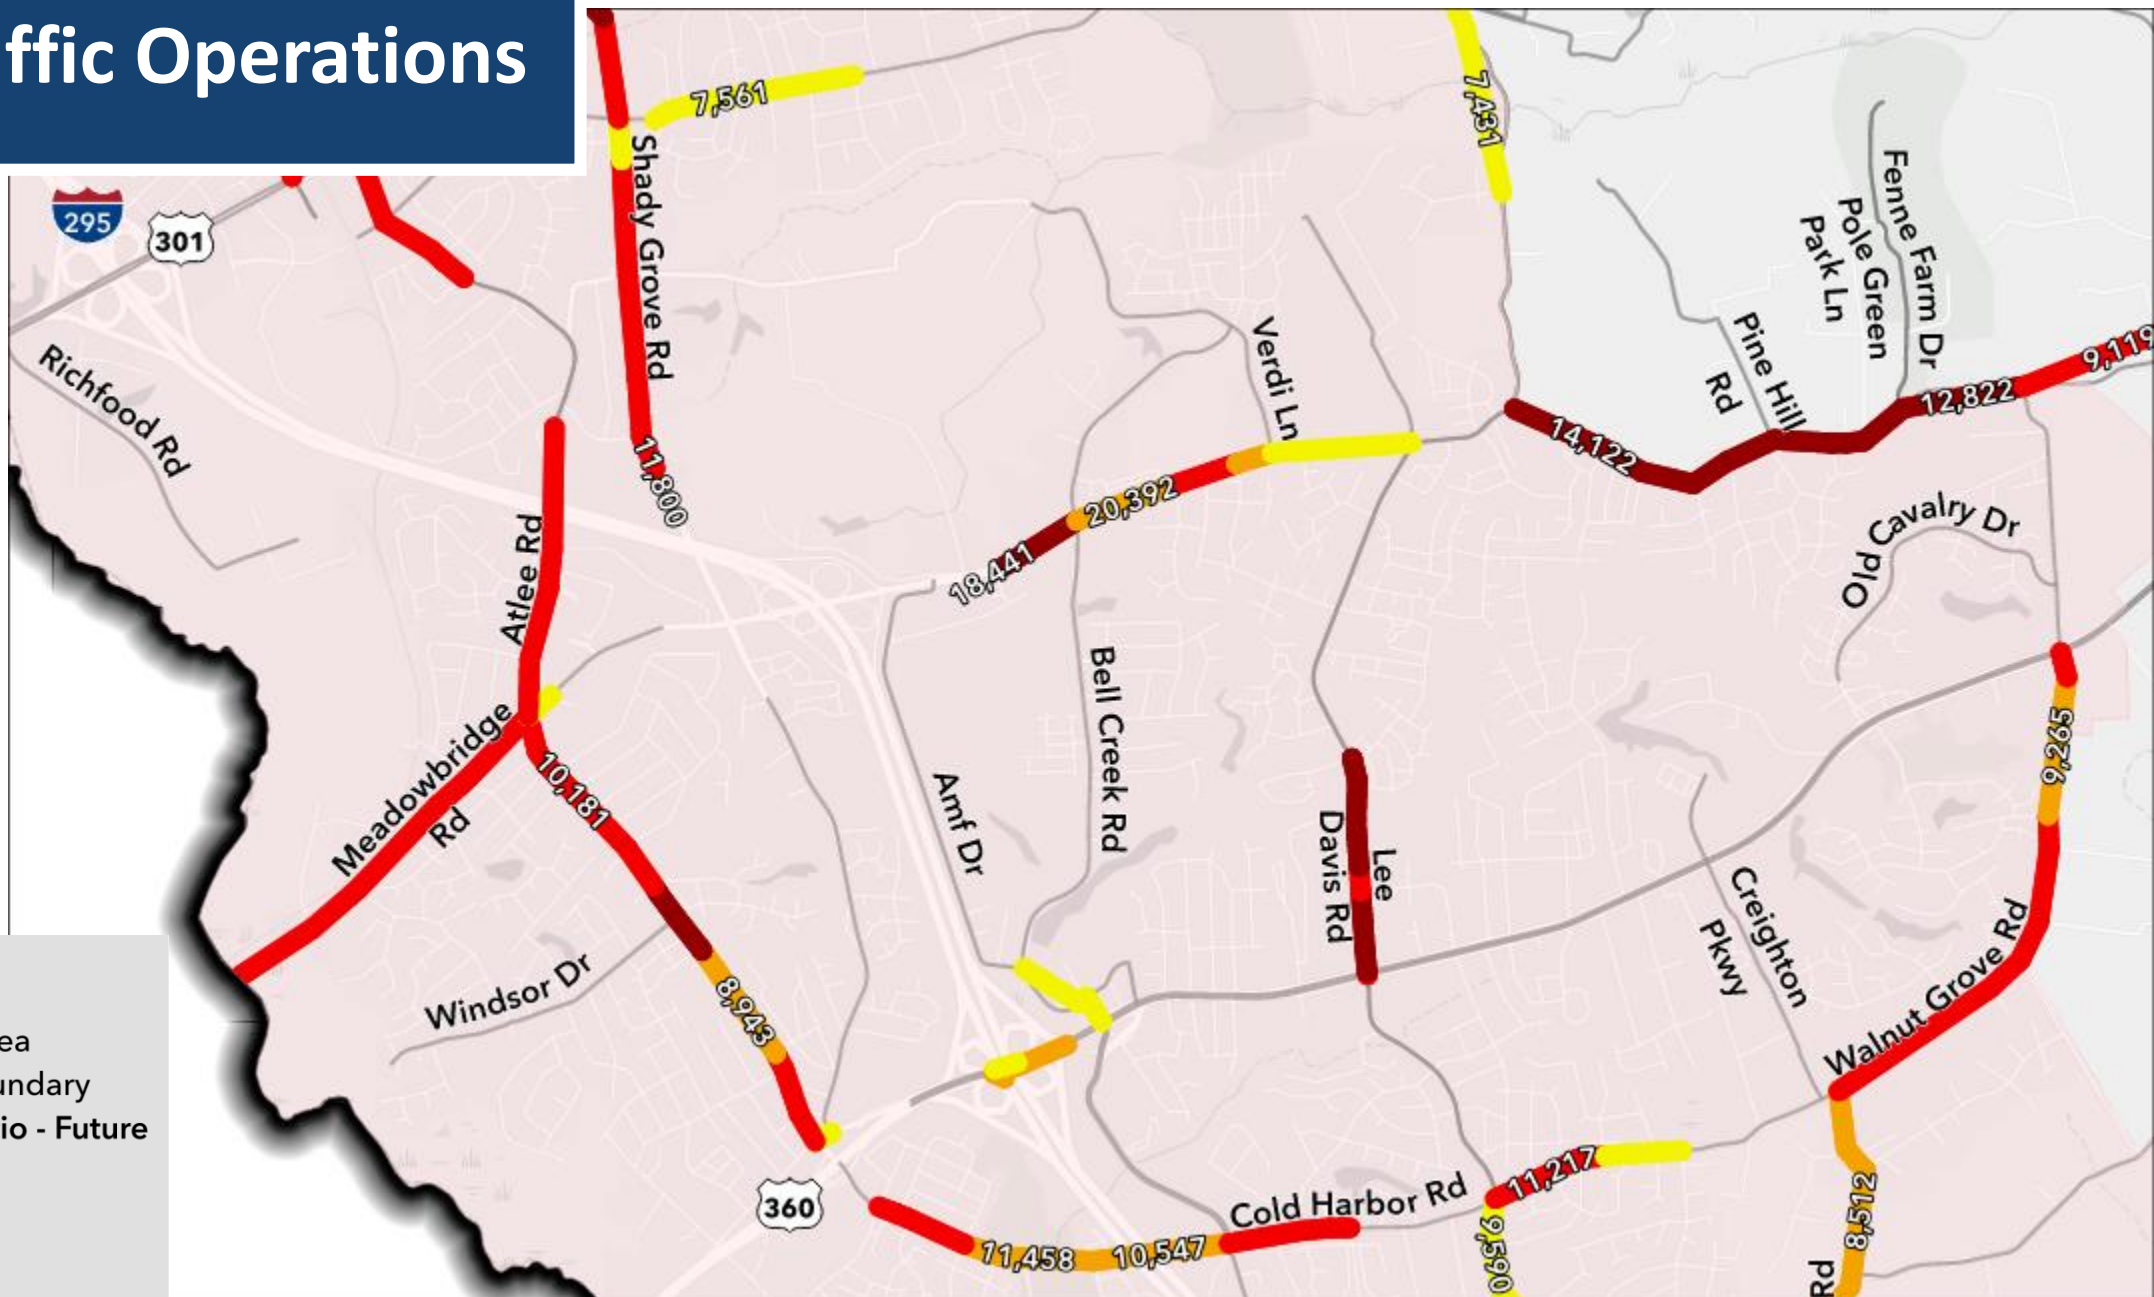 ffic Operations
7,561
7,431
Shady Grove Rd
295
301
Fenne Farm Dr
Pole Green
Park Ln
Pine Hill
Rd
Verdi Ln
9,119
12,822
Richfood Rd
14,122
11,800
20,392
18,441
Old Cavalry Dr
Atlee Rd
Bell Creek Rd
Meadowbridge
Rd
10,181
9,265
Amf Dr
Lee
Davis Rd
Creighton
Pkwy
Walnut Grove Rd
Windsor Dr
8,943
ea
undary
io - Future
360
Cold Harbor Rd
11,217
11,458
10,547
9,590
8,512
Rd